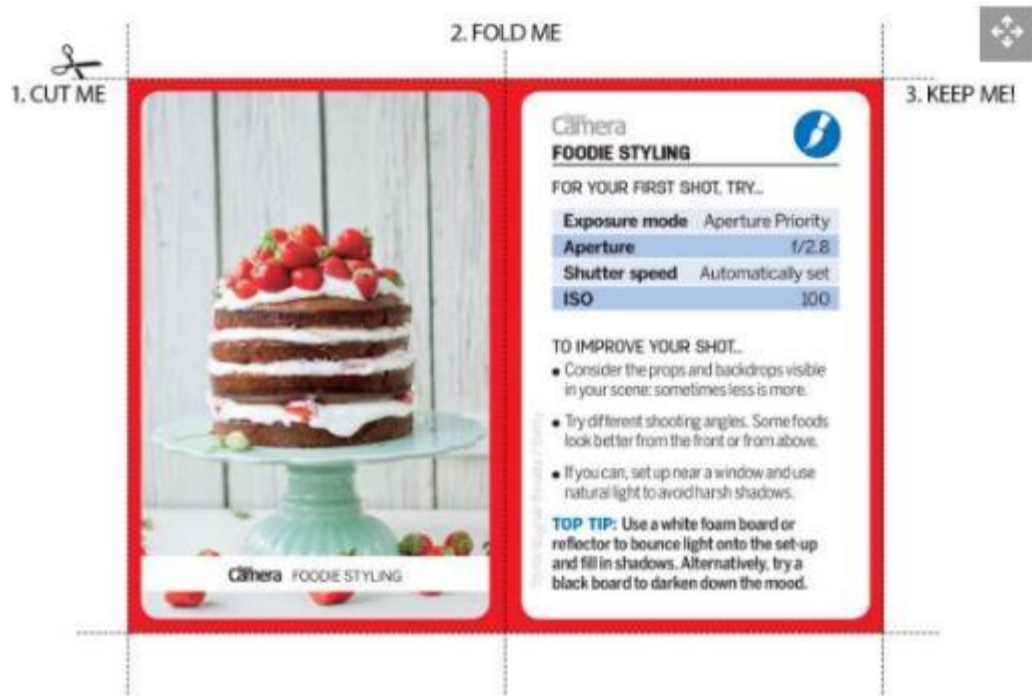 2. FOLD ME
1. CUT ME
3. KEEP ME!
Camera FOODIE STYLING
Camera
FOODIE STYLING
FOR YOUR FIRST SHOT, TRY...
Exposure mode Aperture Priority
Aperture f/2.8
Shutter speed Automatically set
ISO 100
TO IMPROVE YOUR SHOT...
• Consider the props and backdrops visible
in your scene: sometimes less is more.
• Try different shooting angles. Some foods
look better from the front or from above.
• If you can, set up near a window and use
natural light to avoid harsh shadows.
TOP TIP: Use a white foam board or
reflector to bounce light onto the set-up
and fill in shadows. Alternatively, try a
black board to darken down the mood.